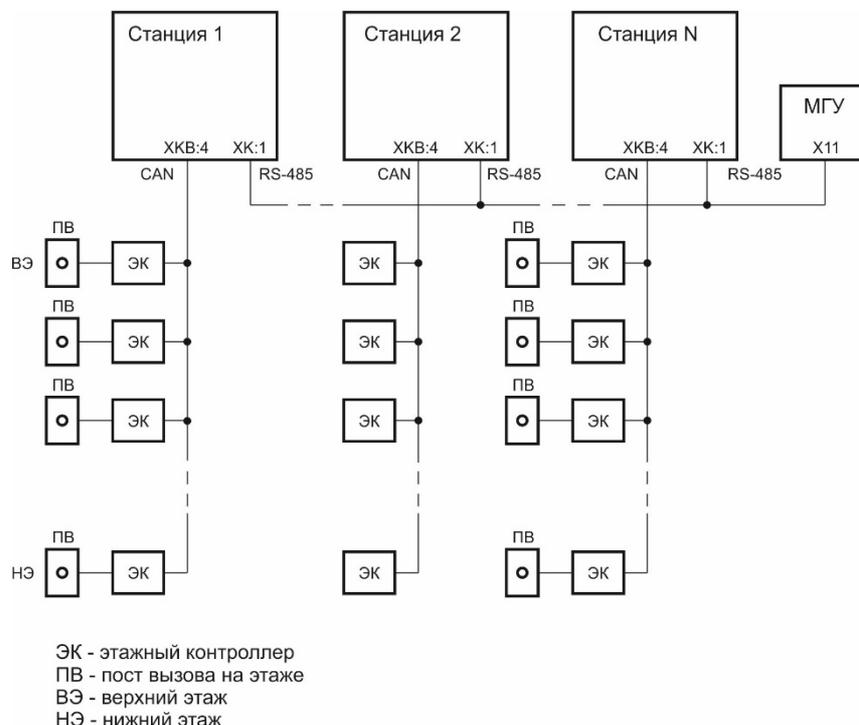 Станция 1 Станция 2 Станция N
МГУ
ХКВ:4 ХК:1 ХКВ:4 ХК:1 ХКВ:4 ХК:1 Х11
CAN RS-485 CAN RS-485 CAN RS-485
ПВ ПВ
ВЭ ЭК ЭК ЭК
ПВ ПВ
ЭК ЭК ЭК
ПВ ПВ
ЭК ЭК ЭК
ПВ ПВ
НЭ ЭК ЭК ЭК
ЭК - этажный контроллер
ПВ - пост вызова на этаже
ВЭ - верхний этаж
НЭ - нижний этаж